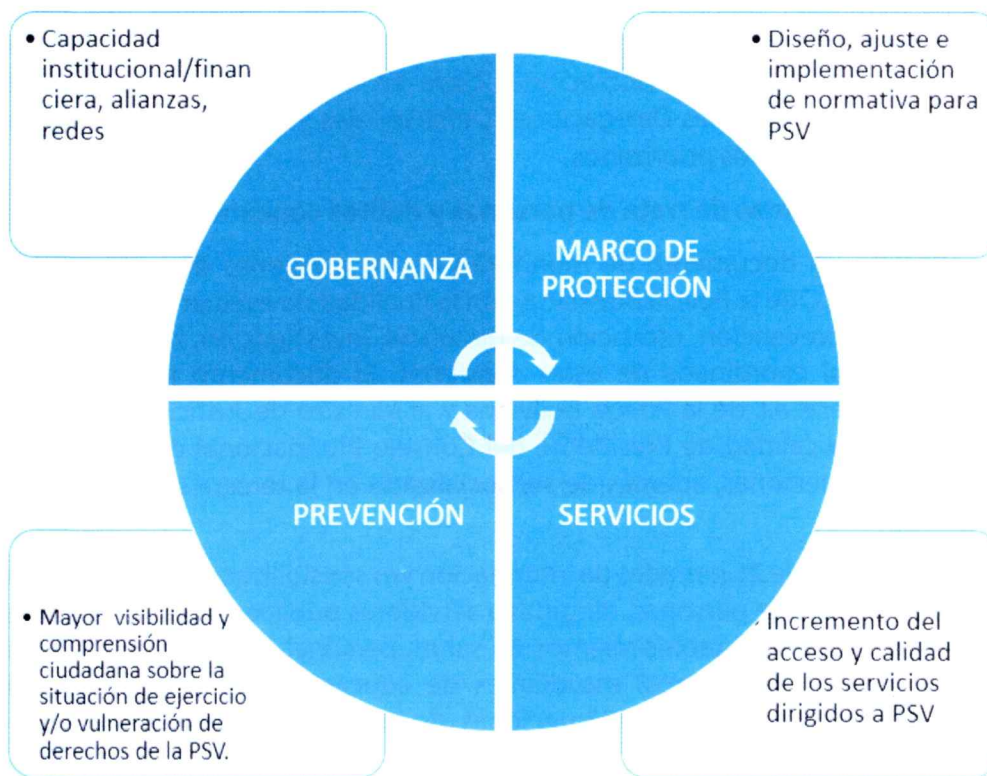 • Capacidad
institucional/finan
ciera, alianzas,
redes
• Diseño, ajuste e
implementación
de normativa para
PSV
GOBERNANZA
MARCO DE
PROTECCIÓN
PREVENCIÓN
SERVICIOS
• Mayor visibilidad y
comprensión
ciudadana sobre la
situación de ejercicio
y/o vulneración de
derechos de la PSV.
• Incremento del
acceso y calidad
de los servicios
dirigidos a PSV